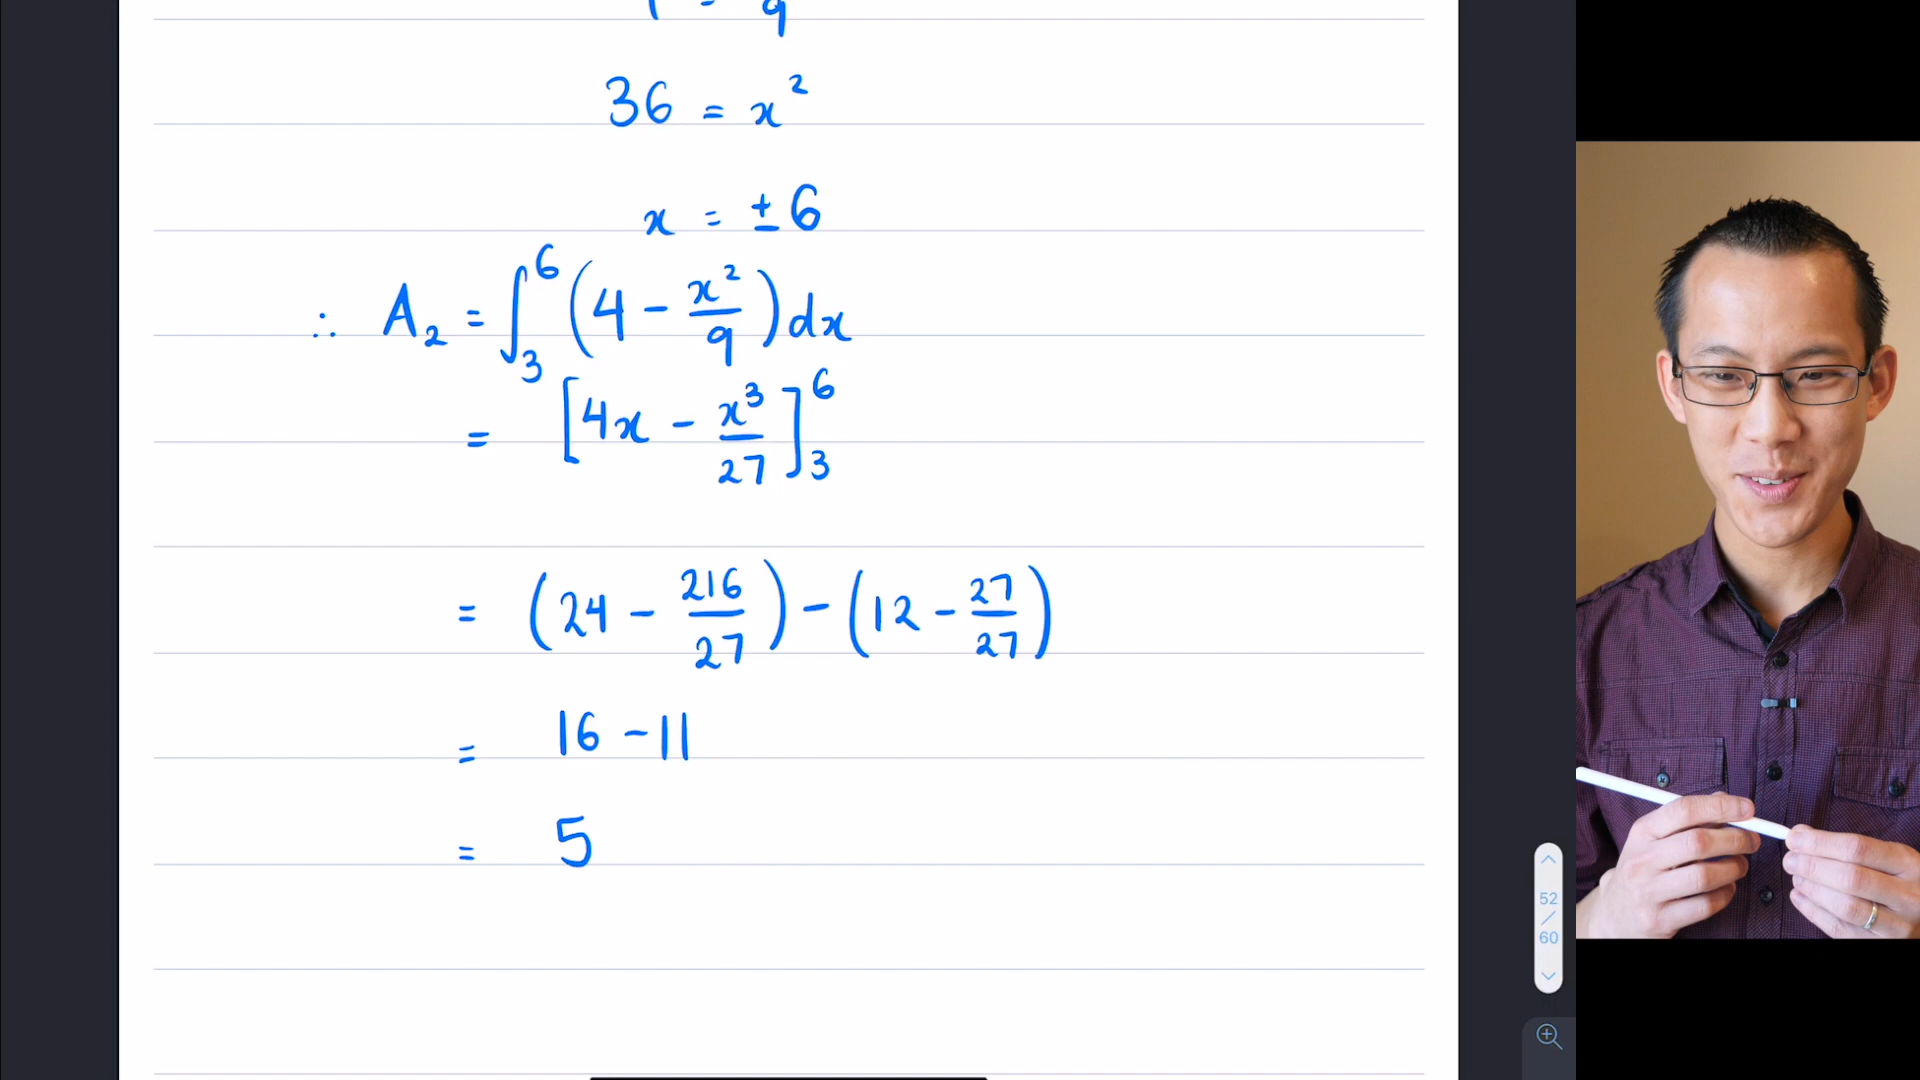 36 = x²
x = ±6
∴ A₂ = ∫₃⁶ (4 - x²/9) dx
= [4x - x³/27]₃⁶
= (24 - 216/27) - (12 - 27/27)
= 16 - 11
= 5
52
/
60